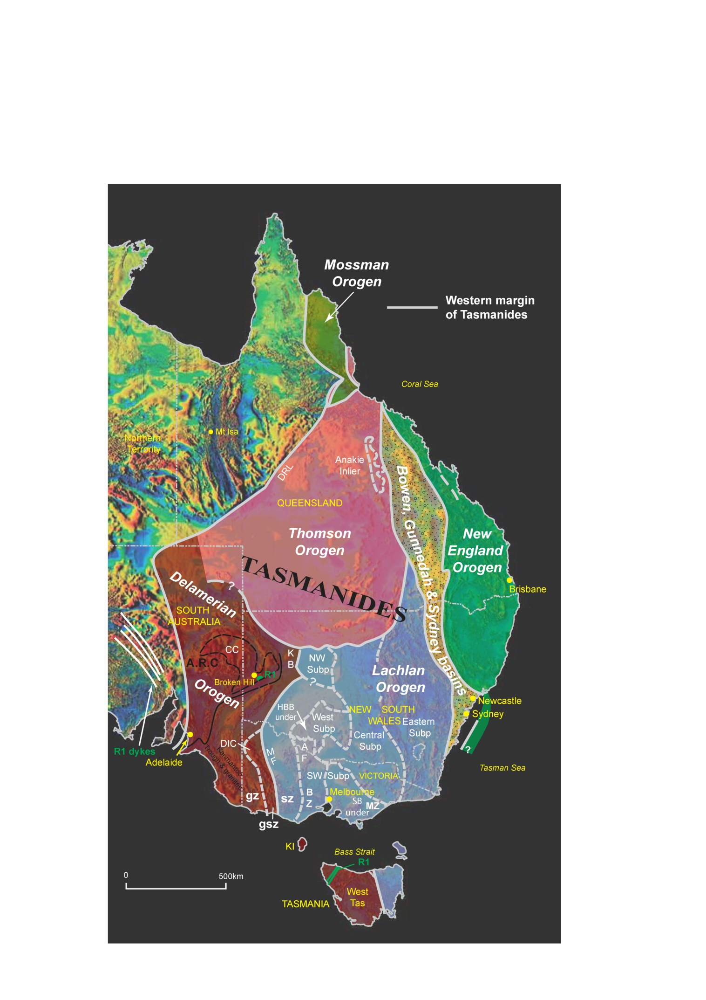 Mossman
Orogen
Western margin
of Tasmanides
Coral Sea
Mt Isa
Northern
Terrority
Anakie
Inlier
DRL
QUEENSLAND
Bowen, Gunnedah & Sydney basins
Thomson
Orogen
New
England
Orogen
TASMANIDES
Brisbane
Delamerian
?
SOUTH
AUSTRALIA
CC
A.R.C
K
B
NW
Subp
R1
Broken Hill
Orogen
?
Lachlan
Orogen
HBB
under
West
Subp
NEW SOUTH
WALES
Eastern
Subp
Newcastle
Sydney
Central
Subp
DIC
A
F
M
F
R1 dykes
Adelaide
Kanmantoo
Trough & granites
?
Tasman Sea
SW Subp
VICTORIA
gz
sz
B
Z
Melbourne
SB
under
MZ
gsz
KI
Bass Strait
R1
0
500km
West
Tas
TASMANIA